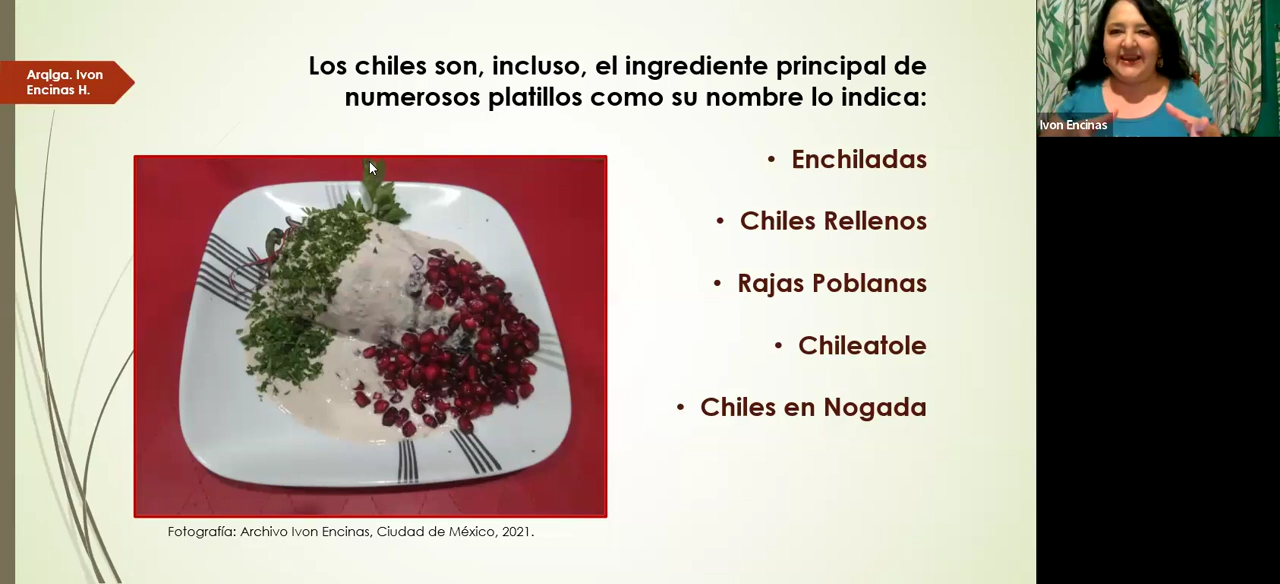 Arqlga. Ivon
Encinas H.
Los chiles son, incluso, el ingrediente principal de
numerosos platillos como su nombre lo indica:
• Enchiladas
• Chiles Rellenos
• Rajas Poblanas
• Chileatole
• Chiles en Nogada
Fotografía: Archivo Ivon Encinas, Ciudad de México, 2021.
Ivon Encinas